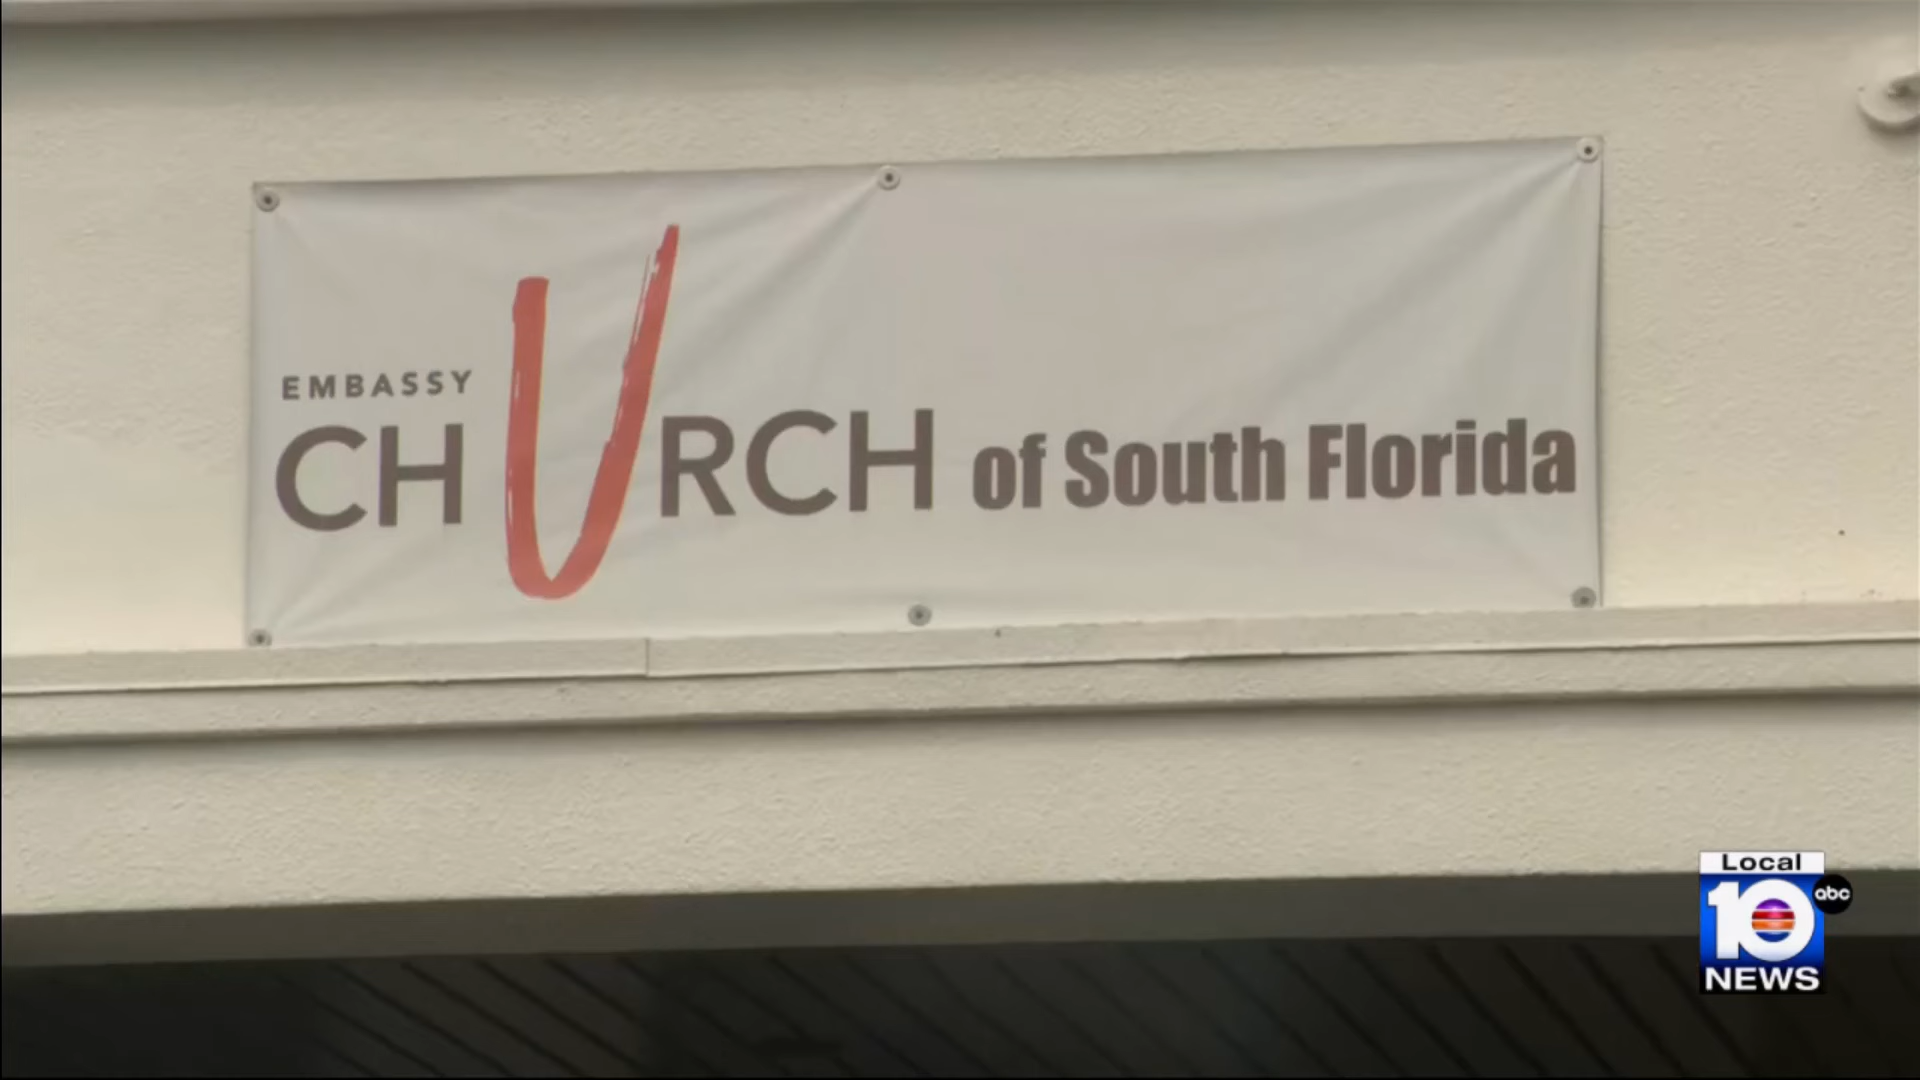 EMBASSY
CHURCH of South Florida
Local
10 abc
NEWS